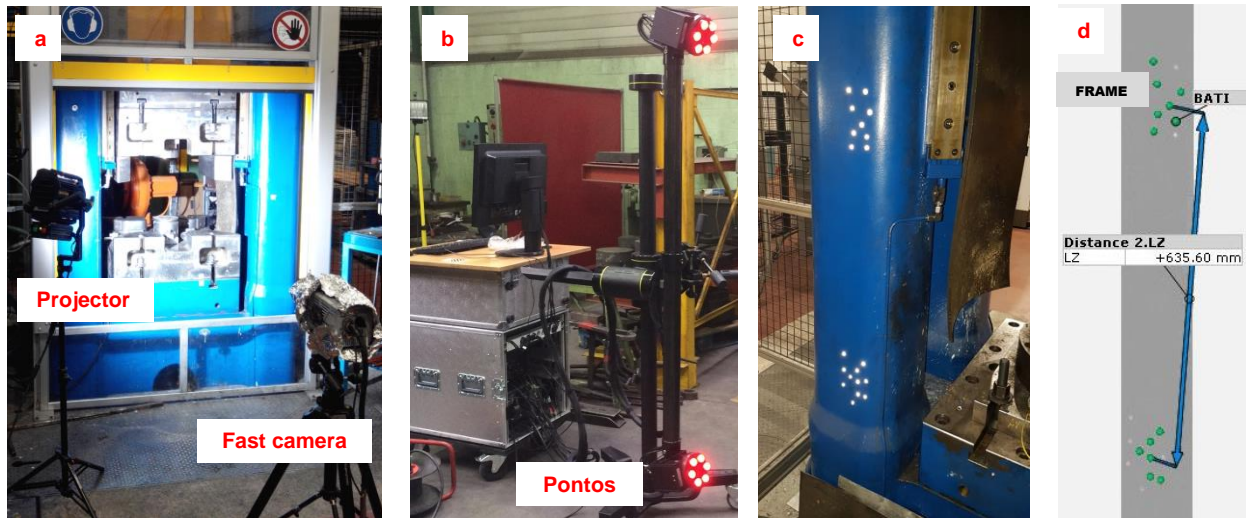 a
b
c
d
Projector
Fast camera
Pontos
FRAME
BATI
Distance 2.LZ
LZ +635.60 mm